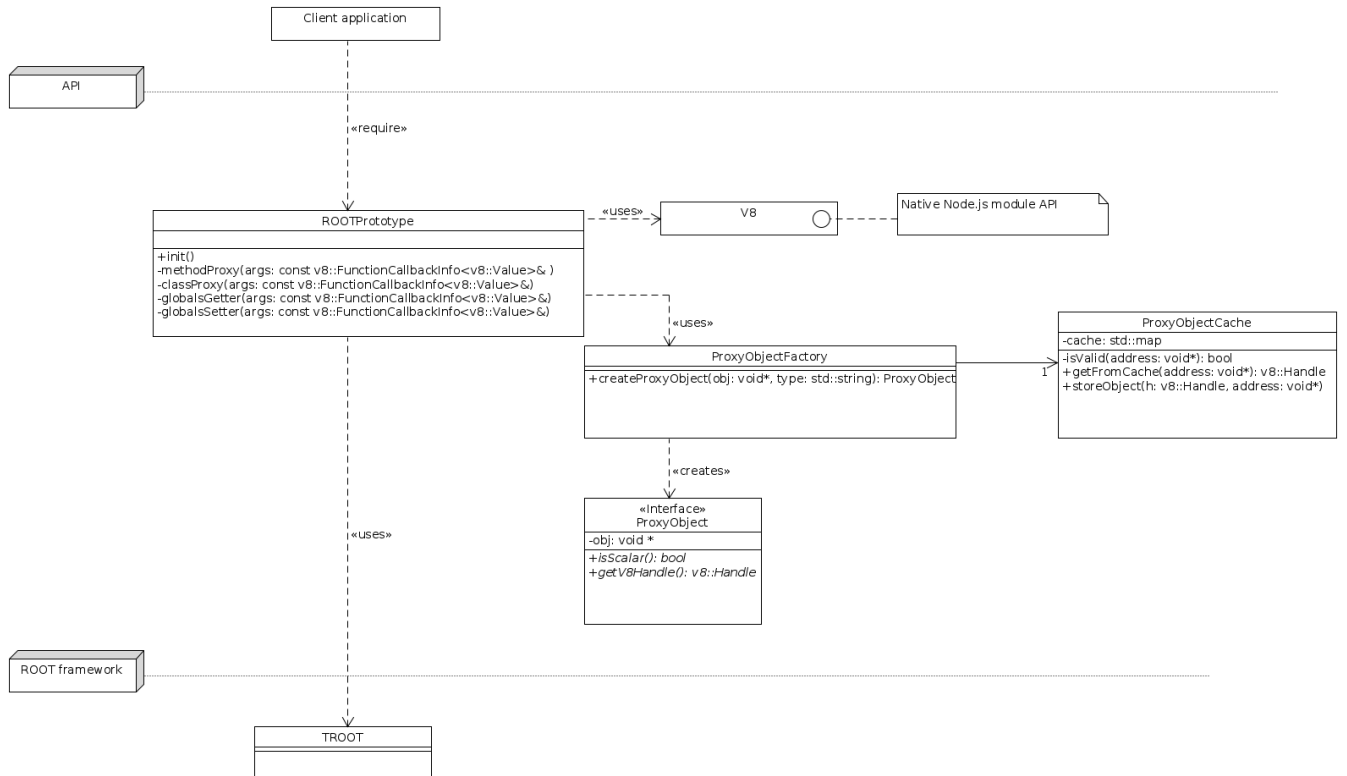 Client application
API
«require»
ROOTPrototype
+init()
-methodProxy(args: const v8::FunctionCallbackInfo<v8::Value>& )
-classProxy(args: const v8::FunctionCallbackInfo<v8::Value>&)
-globalsGetter(args: const v8::FunctionCallbackInfo<v8::Value>&)
-globalsSetter(args: const v8::FunctionCallbackInfo<v8::Value>&)
«uses»
V8
Native Node.js module API
«uses»
ProxyObjectFactory
+createProxyObject(obj: void*, type: std::string): ProxyObject
1
ProxyObjectCache
-cache: std::map
-isValid(address: void*): bool
+getFromCache(address: void*): v8::Handle
+storeObject(h: v8::Handle, address: void*)
«creates»
«Interface»
ProxyObject
-obj: void *
+isScalar(): bool
+getV8Handle(): v8::Handle
«uses»
ROOT framework
TROOT